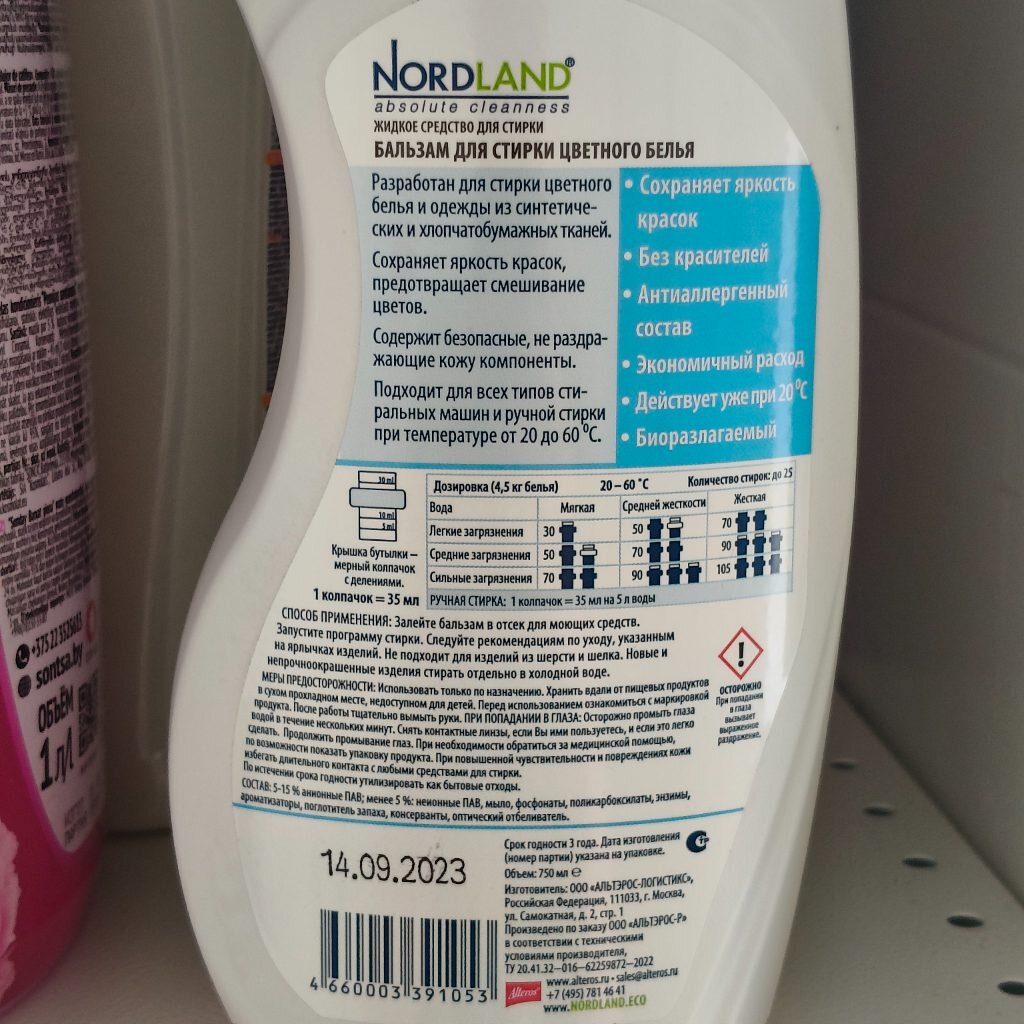 NORDLAND®
absolute cleanness
ЖИДКОЕ СРЕДСТВО ДЛЯ СТИРКИ
БАЛЬЗАМ ДЛЯ СТИРКИ ЦВЕТНОГО БЕЛЬЯ
Разработан для стирки цветного
белья и одежды из синтетиче-
ских и хлопчатобумажных тканей.
Сохраняет яркость красок,
предотвращает смешивание
цветов.
Содержит безопасные, не раздра-
жающие кожу компоненты.
Подходит для всех типов сти-
ральных машин и ручной стирки
при температуре от 20 до 60 °C.
• Сохраняет яркость
красок
• Без красителей
• Антиаллергенный
состав
• Экономичный расход
• Действует уже при 20 °C
• Биоразлагаемый
30 ml
10 ml
5 ml
Крышка бутылки –
мерный колпачок
с делениями.
1 колпачок = 35 мл
Дозировка (4,5 кг белья) 20 – 60 °C Количество стирок: до 25
Вода Мягкая Средней жесткости Жесткая
Легкие загрязнения 30 50 70
Средние загрязнения 50 70 90
Сильные загрязнения 70 90 105
РУЧНАЯ СТИРКА: 1 колпачок = 35 мл на 5 л воды
СПОСОБ ПРИМЕНЕНИЯ: Залейте бальзам в отсек для моющих средств.
Запустите программу стирки. Следуйте рекомендациям по уходу, указанным
на ярлычках изделий. Не подходит для изделий из шерсти и шелка. Новые и
непрочноокрашенные изделия стирать отдельно в холодной воде.
МЕРЫ ПРЕДОСТОРОЖНОСТИ: Использовать только по назначению. Хранить вдали от пищевых продуктов
в сухом прохладном месте, недоступном для детей. Перед использованием ознакомиться с маркировкой
продукта. После работы тщательно вымыть руки. ПРИ ПОПАДАНИИ В ГЛАЗА: Осторожно промыть глаза
водой в течение нескольких минут. Снять контактные линзы, если Вы ими пользуетесь, и если это легко
сделать. Продолжить промывание глаз. При необходимости обратиться за медицинской помощью,
по возможности показать упаковку продукта. При повышенной чувствительности и повреждениях кожи
избегать длительного контакта с любыми средствами для стирки.
По истечении срока годности утилизировать как бытовые отходы.
СОСТАВ: 5-15 % анионные ПАВ; менее 5 %: неионные ПАВ, мыло, фосфонаты, поликарбоксилаты, энзимы,
ароматизаторы, поглотитель запаха, консерванты, оптический отбеливатель.
!
ОСТОРОЖНО
При попадании
в глаза
вызывает
выраженное
раздражение.
14.09.2023
4 660003 391053
Срок годности 3 года. Дата изготовления
(номер партии) указана на упаковке.
Объем: 750 мл ℮
Изготовитель: ООО «АЛЬТЭРОС-ЛОГИСТИКС»,
Российская Федерация, 111033, г. Москва,
ул. Самокатная, д. 2, стр. 1
Произведено по заказу ООО «АЛЬТЭРОС-Р»
в соответствии с техническими
условиями производителя,
ТУ 20.41.32–016–62259872–2022
Alteros®
www.alteros.ru • sales@alteros.ru
+7 (495) 781 46 41
www.NORDLAND.ECO
+375 22 3526623
sontsa.by
ОБЪЁМ
1 л/l